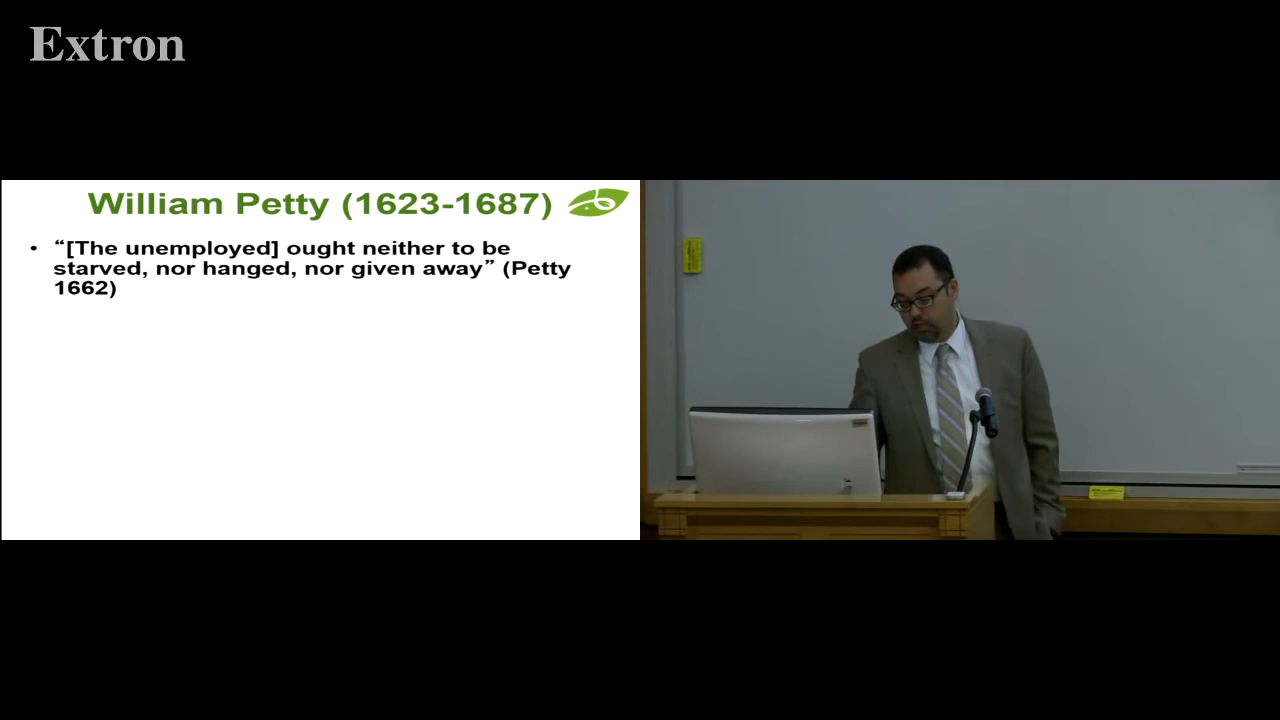 Extron
William Petty (1623-1687)
• “[The unemployed] ought neither to be
starved, nor hanged, nor given away” (Petty
1662)